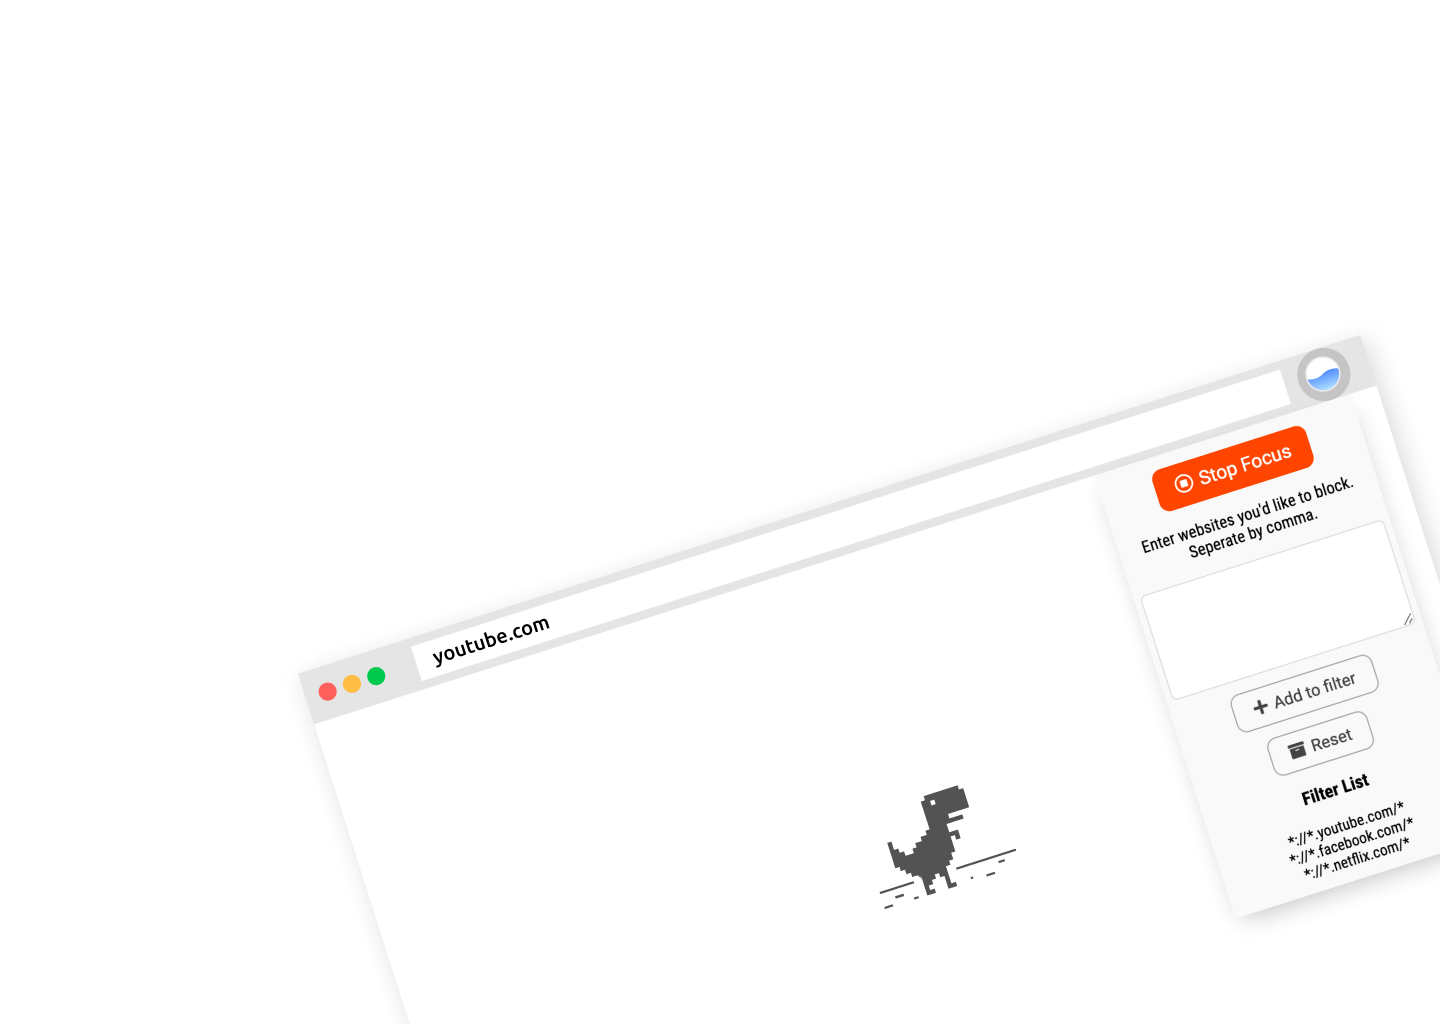 youtube.com
Stop Focus
Enter websites you'd like to block.
Seperate by comma.
Add to filter
Reset
Filter List
*://*.youtube.com/*
*://*.facebook.com/*
*://*.netflix.com/*